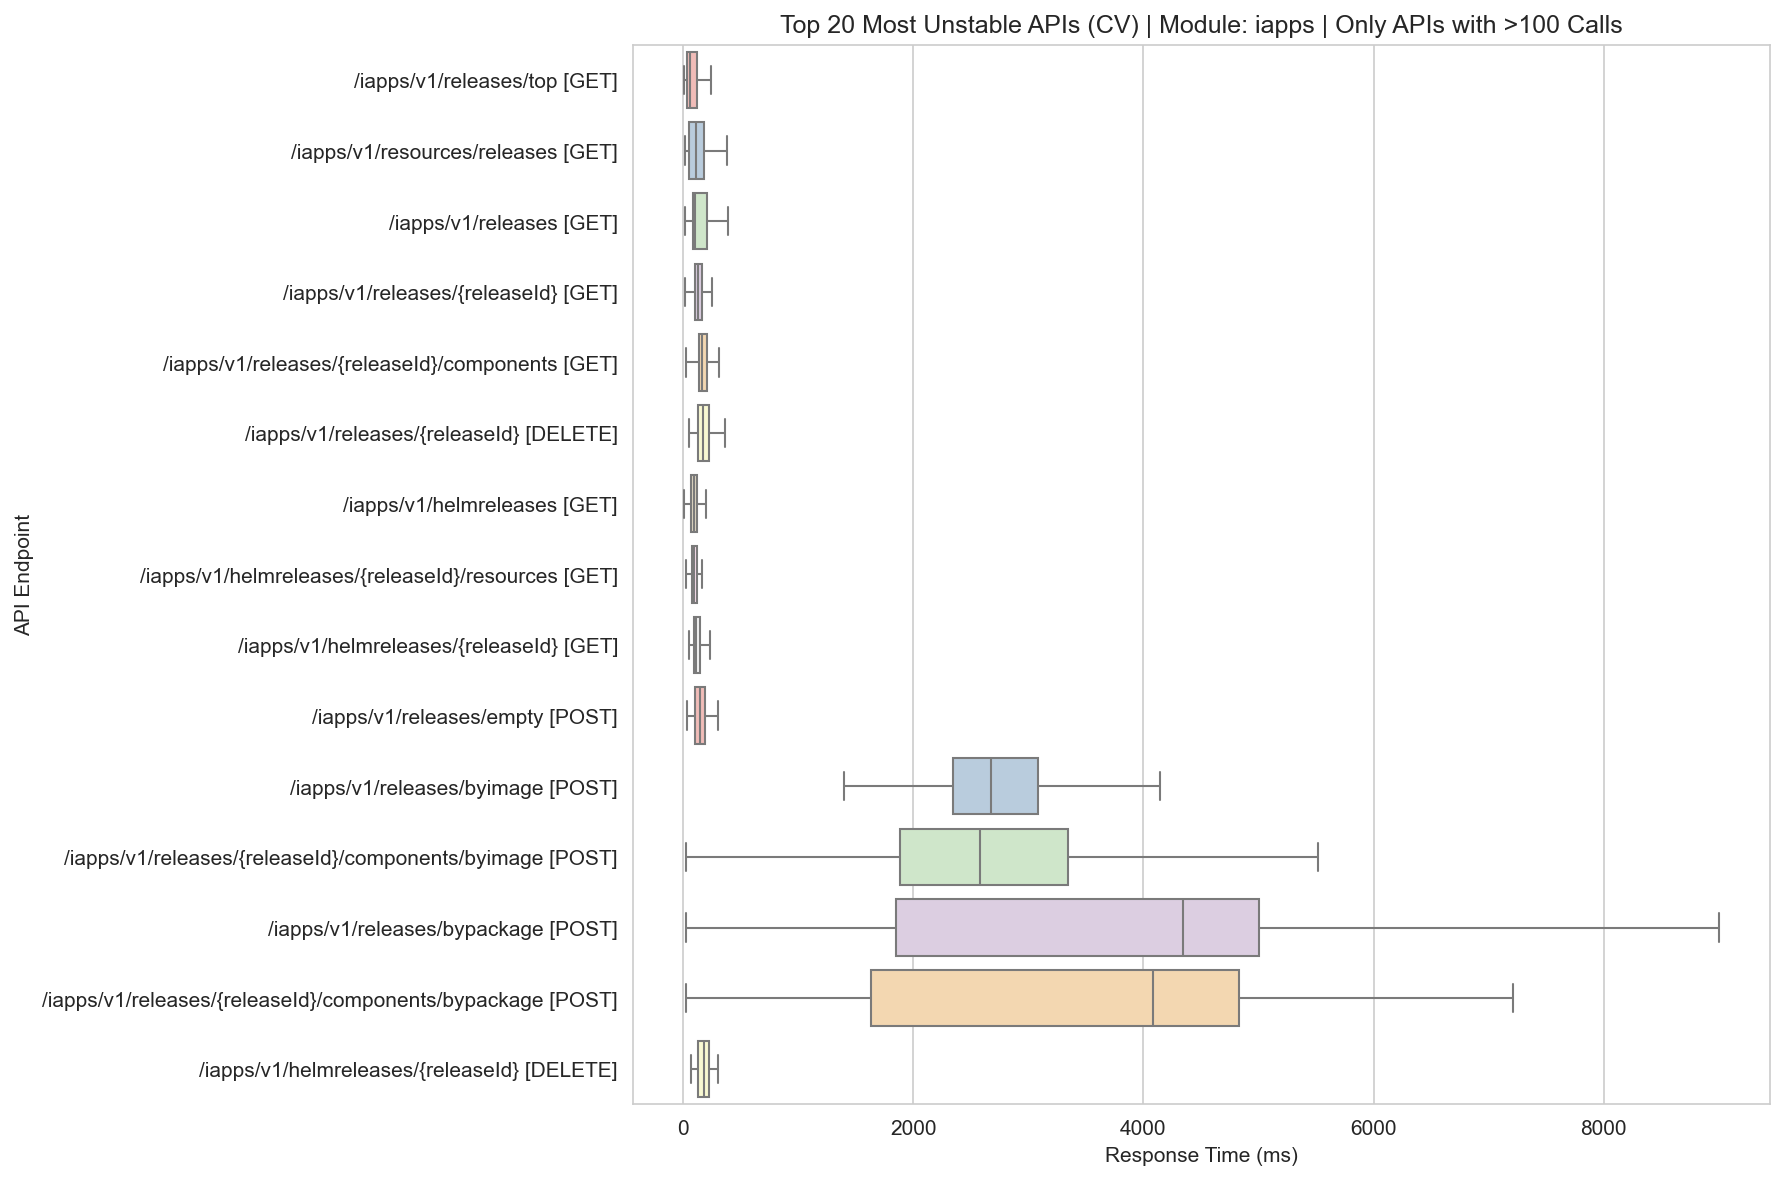 Top 20 Most Unstable APIs (CV) | Module: iapps | Only APIs with >100 Calls
API Endpoint
/iapps/v1/releases/top [GET]
/iapps/v1/resources/releases [GET]
/iapps/v1/releases [GET]
/iapps/v1/releases/{releaseId} [GET]
/iapps/v1/releases/{releaseId}/components [GET]
/iapps/v1/releases/{releaseId} [DELETE]
/iapps/v1/helmreleases [GET]
/iapps/v1/helmreleases/{releaseId}/resources [GET]
/iapps/v1/helmreleases/{releaseId} [GET]
/iapps/v1/releases/empty [POST]
/iapps/v1/releases/byimage [POST]
/iapps/v1/releases/{releaseId}/components/byimage [POST]
/iapps/v1/releases/bypackage [POST]
/iapps/v1/releases/{releaseId}/components/bypackage [POST]
/iapps/v1/helmreleases/{releaseId} [DELETE]
0 2000 4000 6000 8000
Response Time (ms)